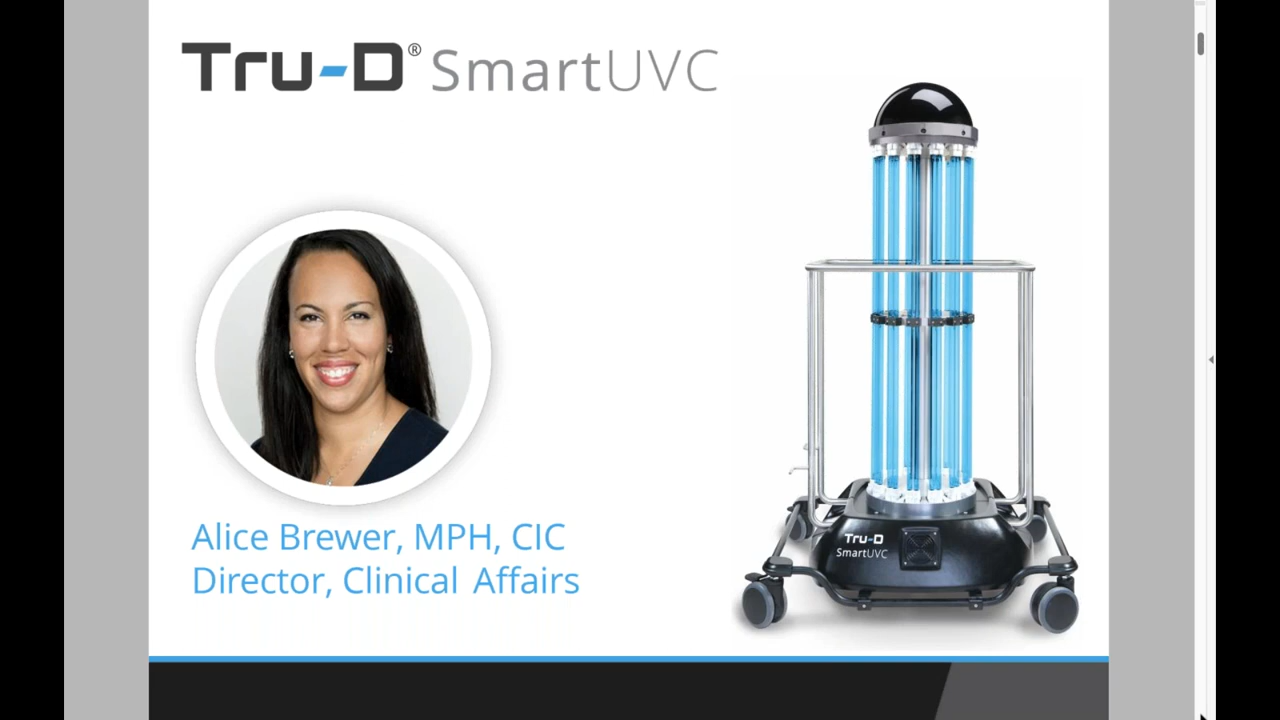 Tru-D® SmartUVC
Alice Brewer, MPH, CIC
Director, Clinical Affairs
Tru-D
SmartUVC